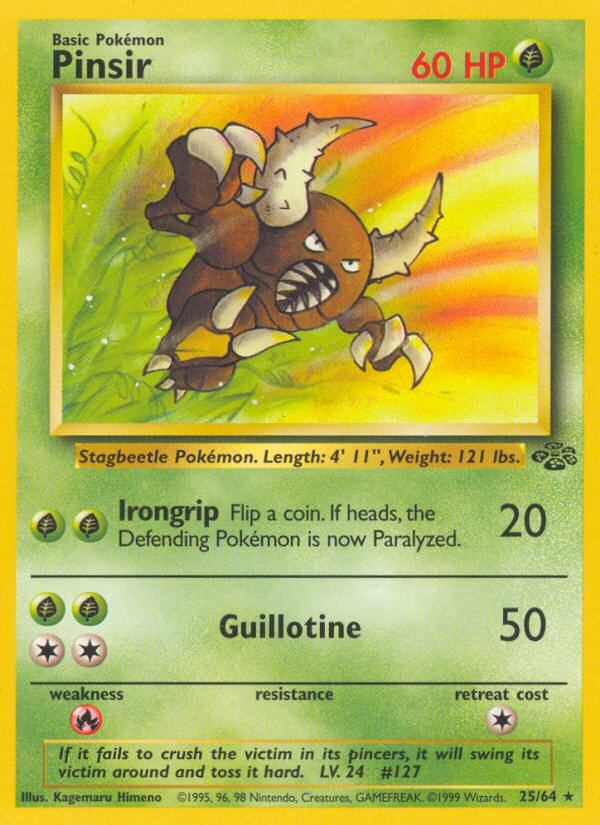 Basic Pokémon
Pinsir
60 HP
Stagbeetle Pokémon. Length: 4' 11", Weight: 121 lbs.
Irongrip Flip a coin. If heads, the
Defending Pokémon is now Paralyzed.
20
Guillotine
50
weakness resistance retreat cost
If it fails to crush the victim in its pincers, it will swing its
victim around and toss it hard. LV. 24 #127
Illus. Kagemaru Himeno ©1995, 96, 98 Nintendo, Creatures, GAMEFREAK. ©1999 Wizards. 25/64 ★